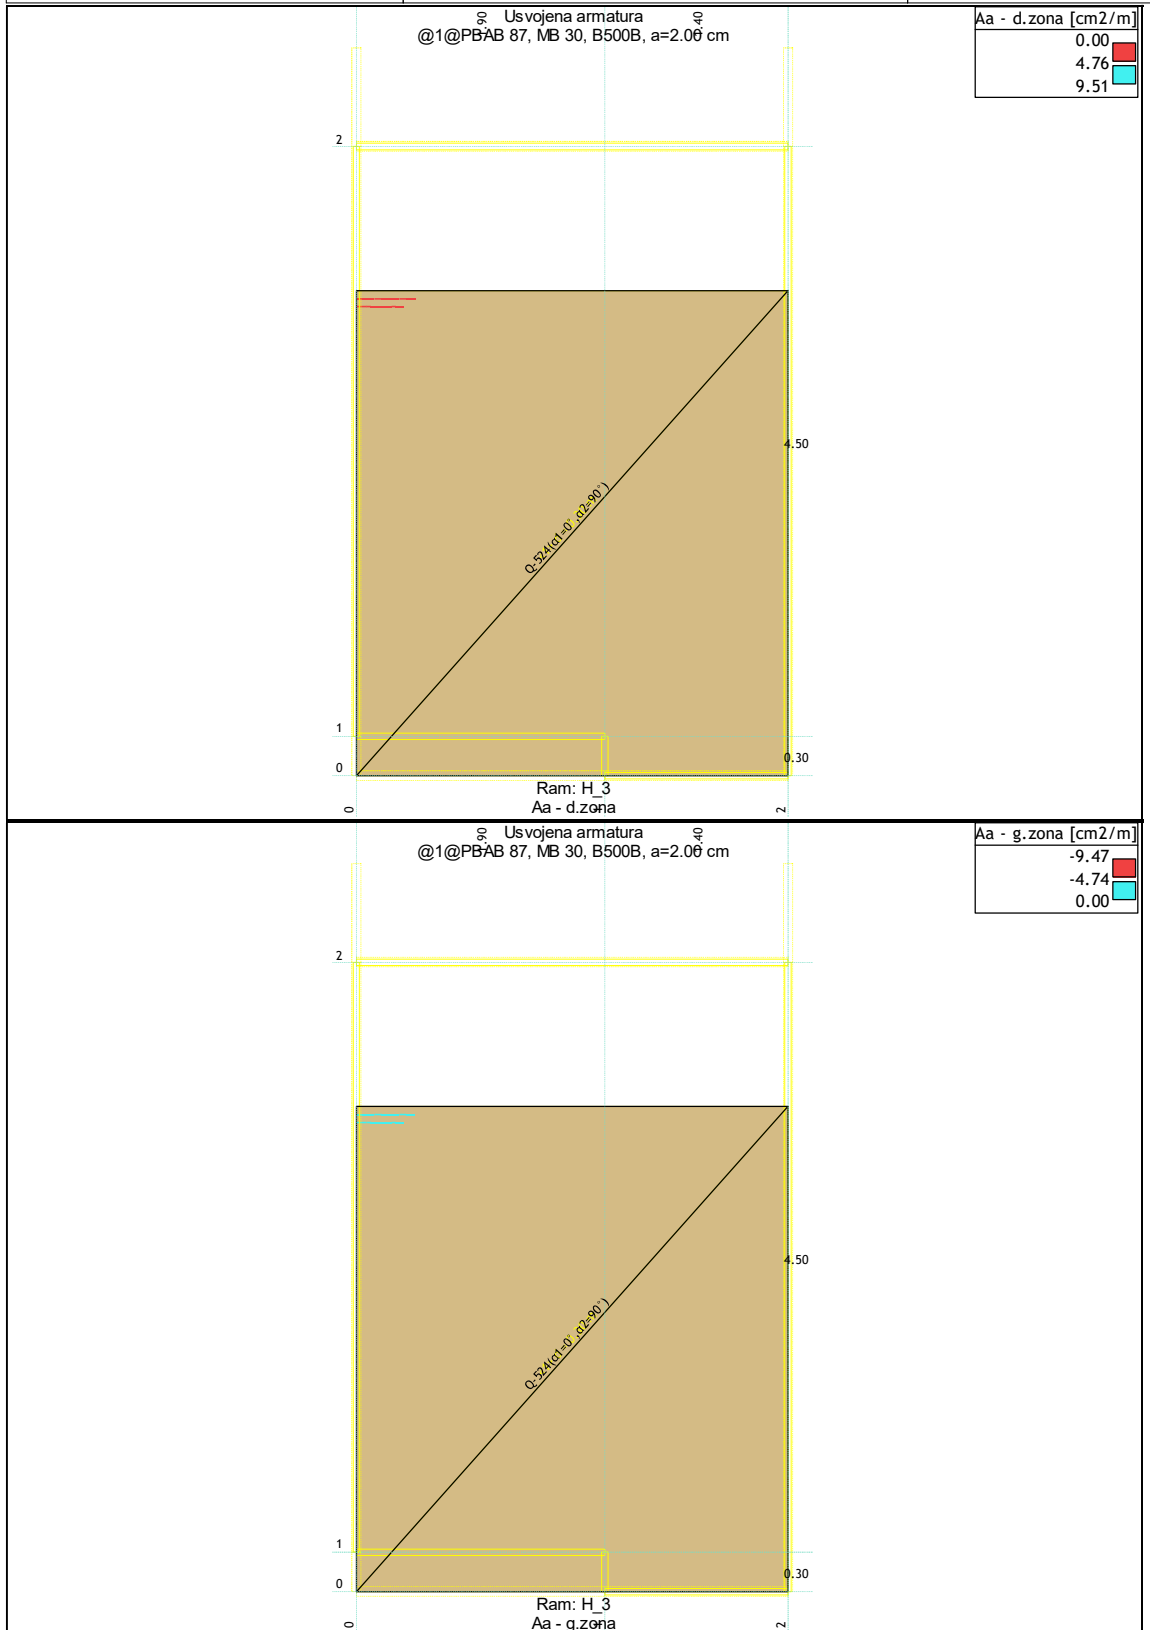 Usvojena armatura
@1@PBAB 87, MB 30, B500B, a=2.00 cm
.90
.40
Aa - d.zona [cm2/m]
0.00
4.76
9.51
2
4.50
Q-524(α1=0°,α2=90°)
1
0
0.30
Ram: H_3
Aa - d.zona
0
2
Usvojena armatura
@1@PBAB 87, MB 30, B500B, a=2.00 cm
.90
.40
Aa - g.zona [cm2/m]
-9.47
-4.74
0.00
2
4.50
Q-524(α1=0°,α2=90°)
1
0
0.30
Ram: H_3
Aa - g.zona
0
2